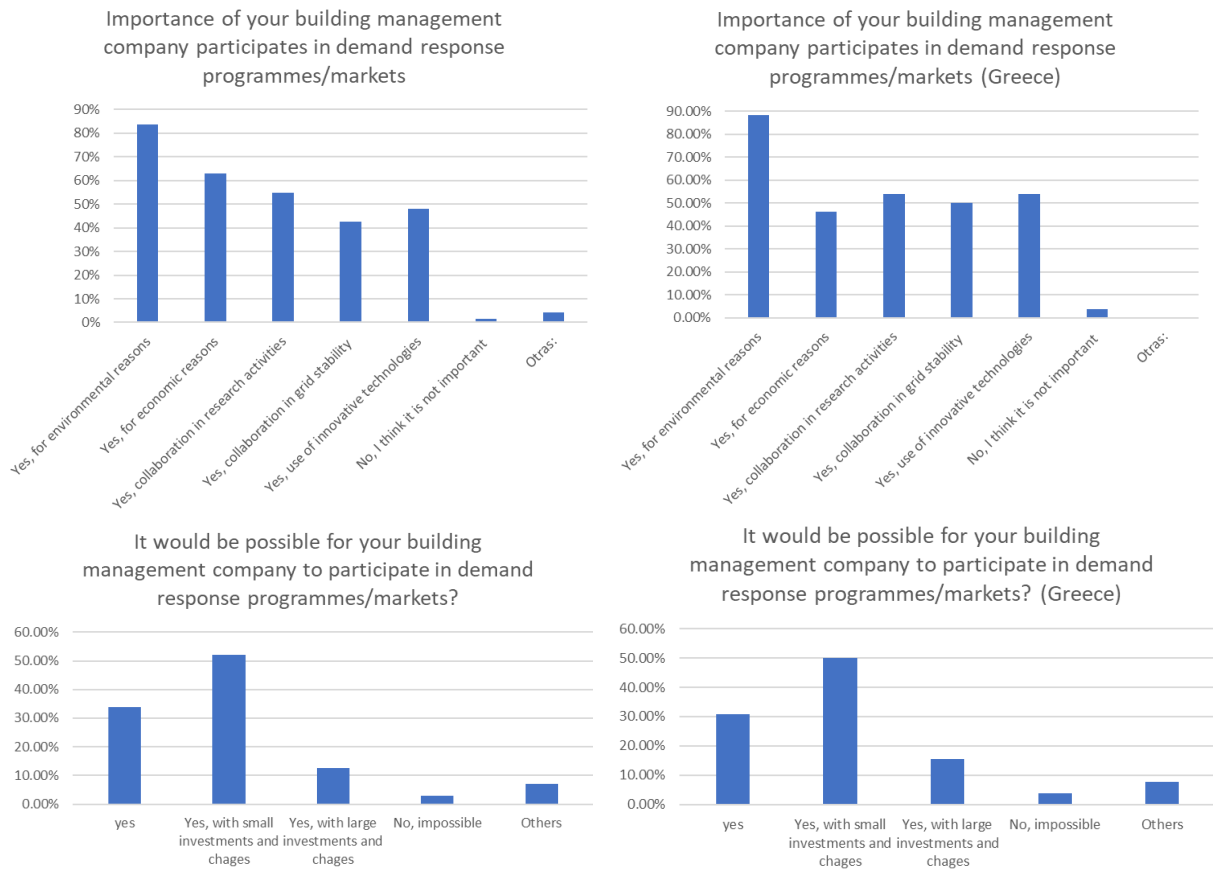 Importance of your building management
company participates in demand response
programmes/markets
90%
80%
70%
60%
50%
40%
30%
20%
10%
0%
Yes, for environmental reasons
Yes, for economic reasons
Yes, collaboration in research activities
Yes, collaboration in grid stability
Yes, use of innovative technologies
No, I think it is not important
Otras:
Importance of your building management
company participates in demand response
programmes/markets (Greece)
90.00%
80.00%
70.00%
60.00%
50.00%
40.00%
30.00%
20.00%
10.00%
0.00%
Yes, for environmental reasons
Yes, for economic reasons
Yes, collaboration in research activities
Yes, collaboration in grid stability
Yes, use of innovative technologies
No, I think it is not important
Otras:
It would be possible for your building
management company to participate in demand
response programmes/markets?
60.00%
50.00%
40.00%
30.00%
20.00%
10.00%
0.00%
yes
Yes, with small
investments and
chages
Yes, with large
investments and
chages
No, impossible
Others
It would be possible for your building
management company to participate in demand
response programmes/markets? (Greece)
60.00%
50.00%
40.00%
30.00%
20.00%
10.00%
0.00%
yes
Yes, with small
investments and
chages
Yes, with large
investments and
chages
No, impossible
Others